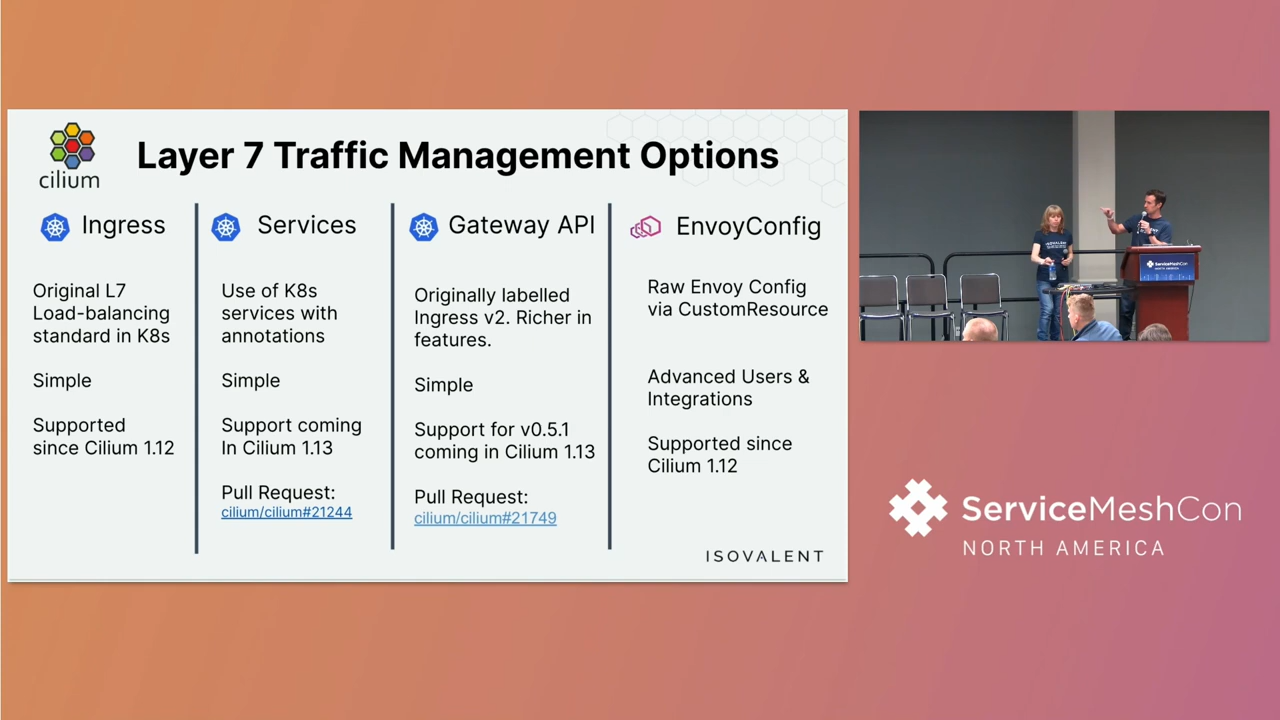 cilium
Layer 7 Traffic Management Options
Ingress
Original L7
Load-balancing
standard in K8s
Simple
Supported
since Cilium 1.12
Services
Use of K8s
services with
annotations
Simple
Support coming
In Cilium 1.13
Pull Request:
cilium/cilium#21244
Gateway API
Originally labelled
Ingress v2. Richer in
features.
Simple
Support for v0.5.1
coming in Cilium 1.13
Pull Request:
cilium/cilium#21749
EnvoyConfig
Raw Envoy Config
via CustomResource
Advanced Users &
Integrations
Supported since
Cilium 1.12
ISOVALENT
ISOVALENT
ServiceMeshCon
NORTH AMERICA
ServiceMeshCon
NORTH AMERICA